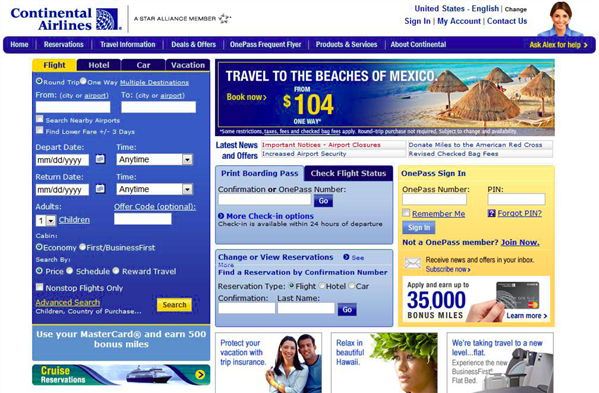 Continental Airlines
A STAR ALLIANCE MEMBER
United States - English | Change
Sign In | My Account | Contact Us
Home
Reservations
Travel Information
Deals & Offers
OnePass Frequent Flyer
Products & Services
About Continental
Ask Alex for help >
Flight
Hotel
Car
Vacation
Round Trip One Way Multiple Destinations
From: (city or airport) To: (city or airport)
Search Nearby Airports
Find Lower Fare +/- 3 Days
Depart Date: Time:
mm/dd/yyyy Anytime
Return Date: Time:
mm/dd/yyyy Anytime
Adults: Offer Code (optional):
1 Children
Cabin:
Economy First/BusinessFirst
Search By:
Price Schedule Reward Travel
Nonstop Flights Only
Advanced Search
Children, Country of Purchase...
Search
Use your MasterCard® and earn 500
bonus miles
Cruise
Reservations
TRAVEL TO THE BEACHES OF MEXICO.
Book now >
FROM
$104
ONE WAY*
*Some restrictions, taxes, fees and checked bag fees apply. Round-trip purchase not required. Subject to change and availability.
Latest News
and Offers
Important Notices - Airport Closures
Increased Airport Security
Donate Miles to the American Red Cross
Revised Checked Bag Fees
Print Boarding Pass
Check Flight Status
Confirmation or OnePass Number:
Go
More Check-in options
Check-in is available within 24 hours of departure
Change or View Reservations See
More
Find a Reservation by Confirmation Number
Reservation Type: Flight Hotel Car
Confirmation: Last Name:
Go
OnePass Sign In
OnePass Number: PIN:
Remember Me ? Forgot PIN?
Sign In
Not a OnePass member? Join Now.
Receive news and offers in your inbox.
Subscribe now >
Apply and earn up to
35,000
BONUS MILES
Learn more >
Protect your
vacation with
trip insurance.
Relax in
beautiful
Hawaii.
We're taking travel to a new
level...flat.
Experience the new
BusinessFirst®
Flat Bed.